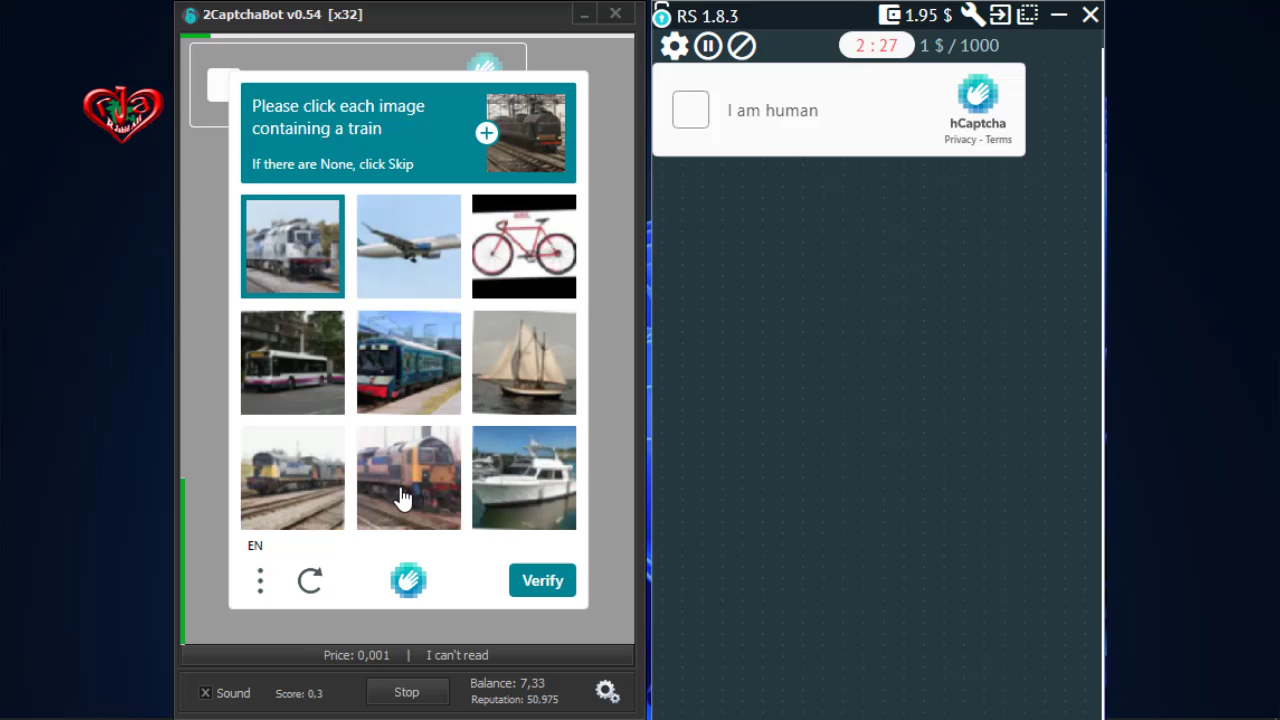 2CaptchaBot v0.54 [x32]
Please click each image
containing a train
If there are None, click Skip
EN
Verify
Price: 0,001 | I can't read
Sound
Score: 0,3
Stop
Balance: 7,33
Reputation: 50,975
RS 1.8.3
1.95 $
2 : 27
1 $ / 1000
I am human
hCaptcha
Privacy - Terms